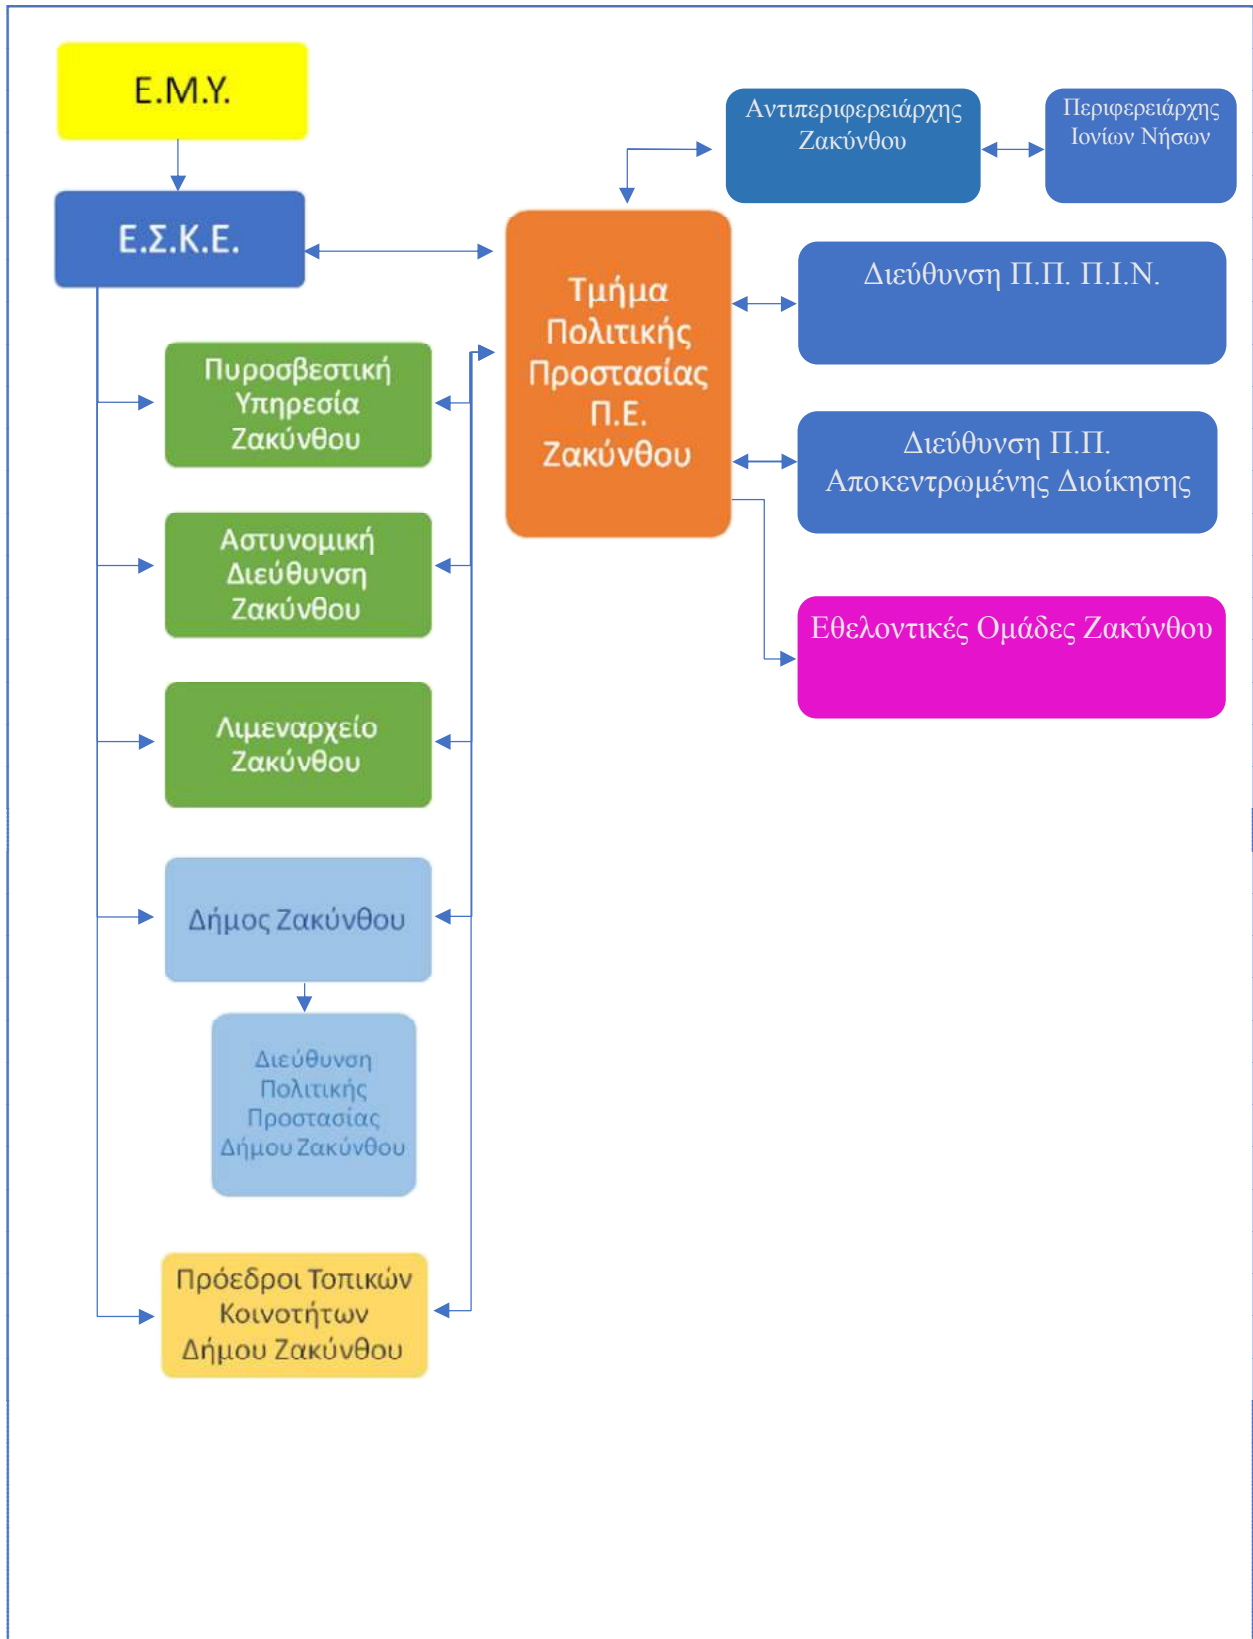 Ε.Μ.Υ.
Ε.Σ.Κ.Ε.
Αντιπεριφερειάρχης
Ζακύνθου
Περιφερειάρχης
Ιονίων Νήσων
Τμήμα
Πολιτικής
Προστασίας
Π.Ε.
Ζακύνθου
Διεύθυνση Π.Π. Π.Ι.Ν.
Διεύθυνση Π.Π.
Αποκεντρωμένης Διοίκησης
Εθελοντικές Ομάδες Ζακύνθου
Πυροσβεστική
Υπηρεσία
Ζακύνθου
Αστυνομική
Διεύθυνση
Ζακύνθου
Λιμεναρχείο
Ζακύνθου
Δήμος Ζακύνθου
Διεύθυνση
Πολιτικής
Προστασίας
Δήμου Ζακύνθου
Πρόεδροι Τοπικών
Κοινοτήτων
Δήμου Ζακύνθου